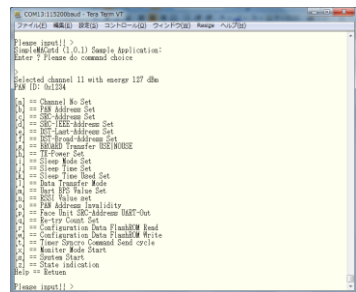 COM13:115200baud - Tera Term VT
ファイル(F) 編集(E) 設定(S) コントロール(O) ウィンドウ(W) Resize ヘルプ(H)
Please input!! >
SimpleMACstd (1.0.1) Sample Application:
Enter ? Please do command choice
>
Selected channel 11 with energy 127 dBm
PAN ID: 0x1234
[a] == Channel No Set
[b] == PAN Address Set
[c] == SRC-Address Set
[d] == SRC-IEEE-Address Set
[e] == DST-Last-Address Set
[f] == DST-Broad-Address Set
[g] == BROARD Transfer USE|NOUSE
[h] == TX-Power Set
[i] == Sleep Mode Set
[j] == Sleep Time Set
[k] == Sleep Time Used Set
[l] == Data Transfer Mode
[m] == Uart BPS Value Set
[n] == RSSI Value set
[o] == PAN Address Invalidity
[p] == Face Unit SRC-Address UART-Out
[q] == Re-try Count Set
[r] == Configuration Data FlashROM Read
[w] == Configuration Data FlashROM Write
[t] == Timer Syncro Command Send cycle
[x] == Moniter Mode Start
[s] == System Start
[z] == State indication
Help == Retuen
Please input!! >